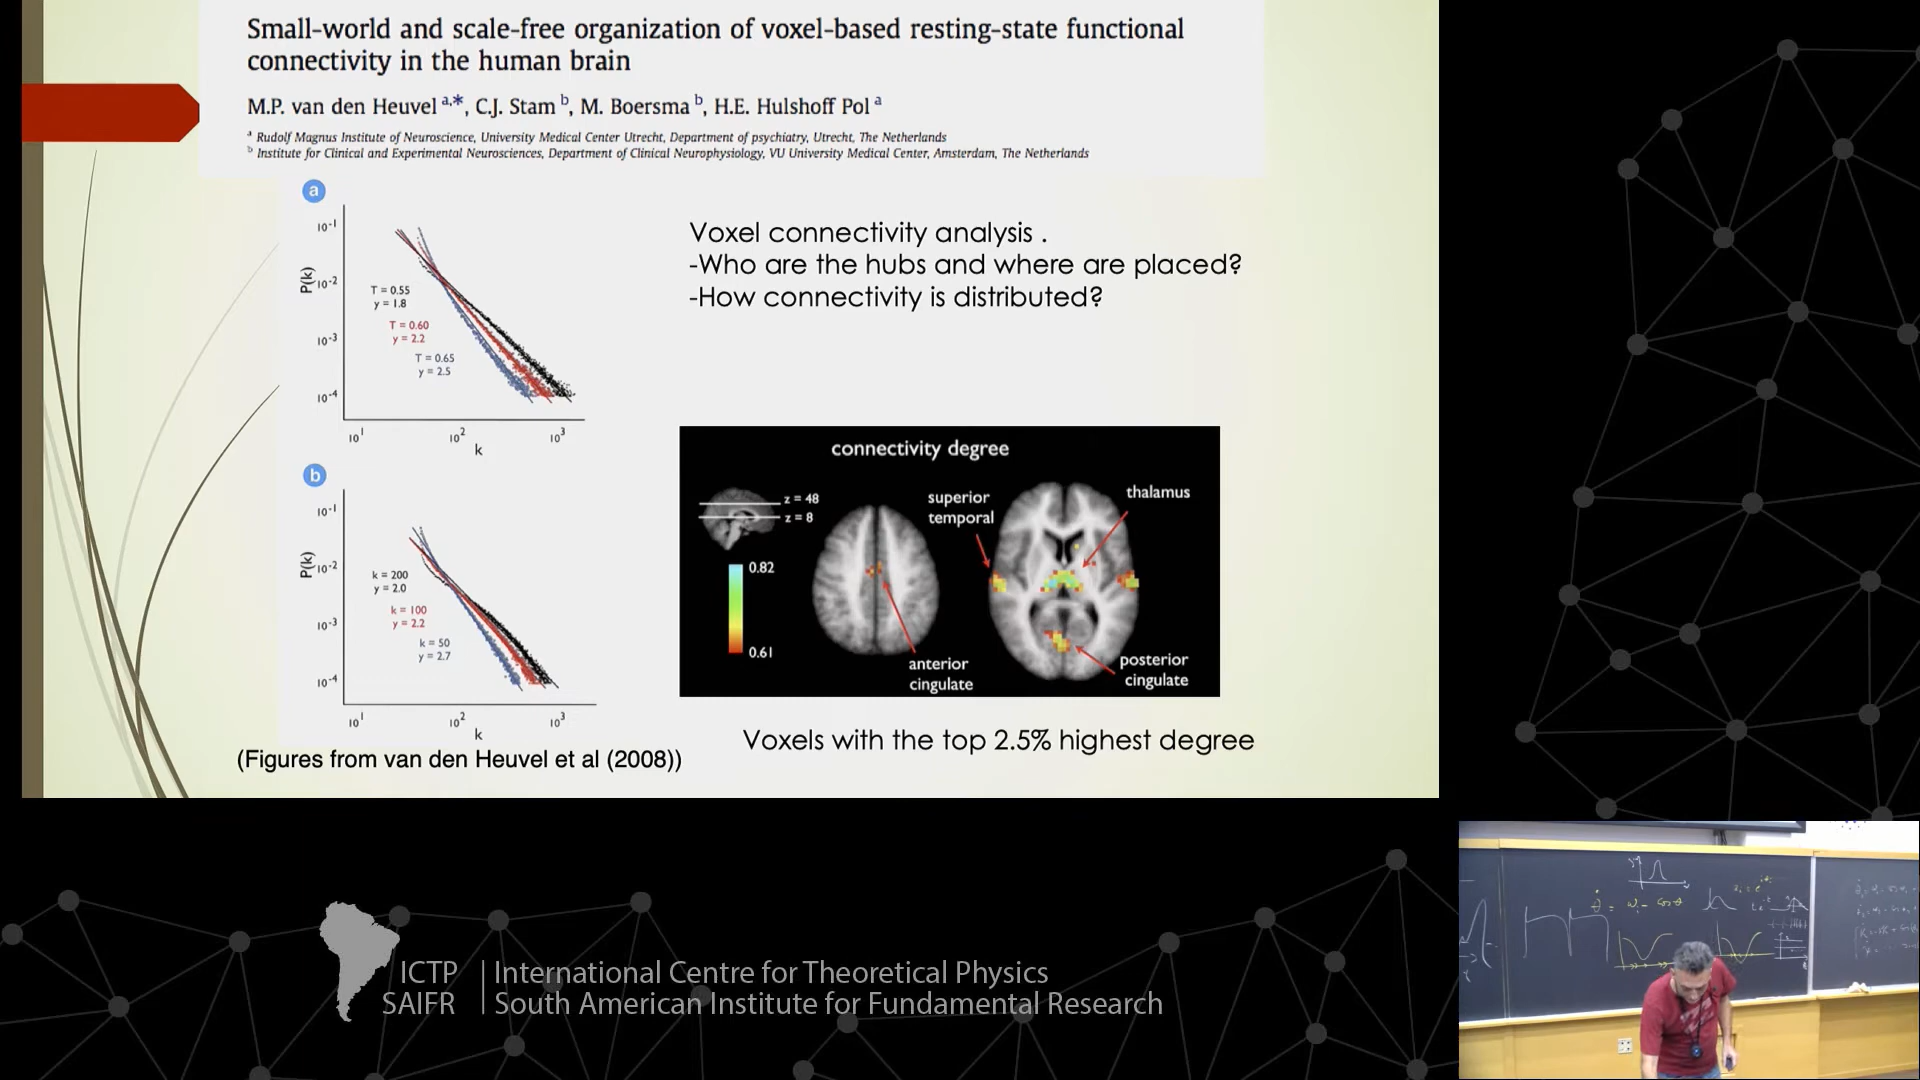 Small-world and scale-free organization of voxel-based resting-state functional
connectivity in the human brain
M.P. van den Heuvel a,*, C.J. Stam b, M. Boersma b, H.E. Hulshoff Pol a
a Rudolf Magnus Institute of Neuroscience, University Medical Center Utrecht, Department of psychiatry, Utrecht, The Netherlands
b Institute for Clinical and Experimental Neurosciences, Department of Clinical Neurophysiology, VU University Medical Center, Amsterdam, The Netherlands
a
10-1
10-2
10-3
10-4
P(k)
T = 0.55
y = 1.8
T = 0.60
y = 2.2
T = 0.65
y = 2.5
101 102 103
k
Voxel connectivity analysis .
-Who are the hubs and where are placed?
-How connectivity is distributed?
b
10-1
10-2
10-3
10-4
P(k)
k = 200
y = 2.0
k = 100
y = 2.2
k = 50
y = 2.7
101 102 103
k
connectivity degree
z = 48
z = 8
0.82
0.61
superior
temporal
thalamus
anterior
cingulate
posterior
cingulate
(Figures from van den Heuvel et al (2008))
Voxels with the top 2.5% highest degree
ICTP
SAIFR
International Centre for Theoretical Physics
South American Institute for Fundamental Research